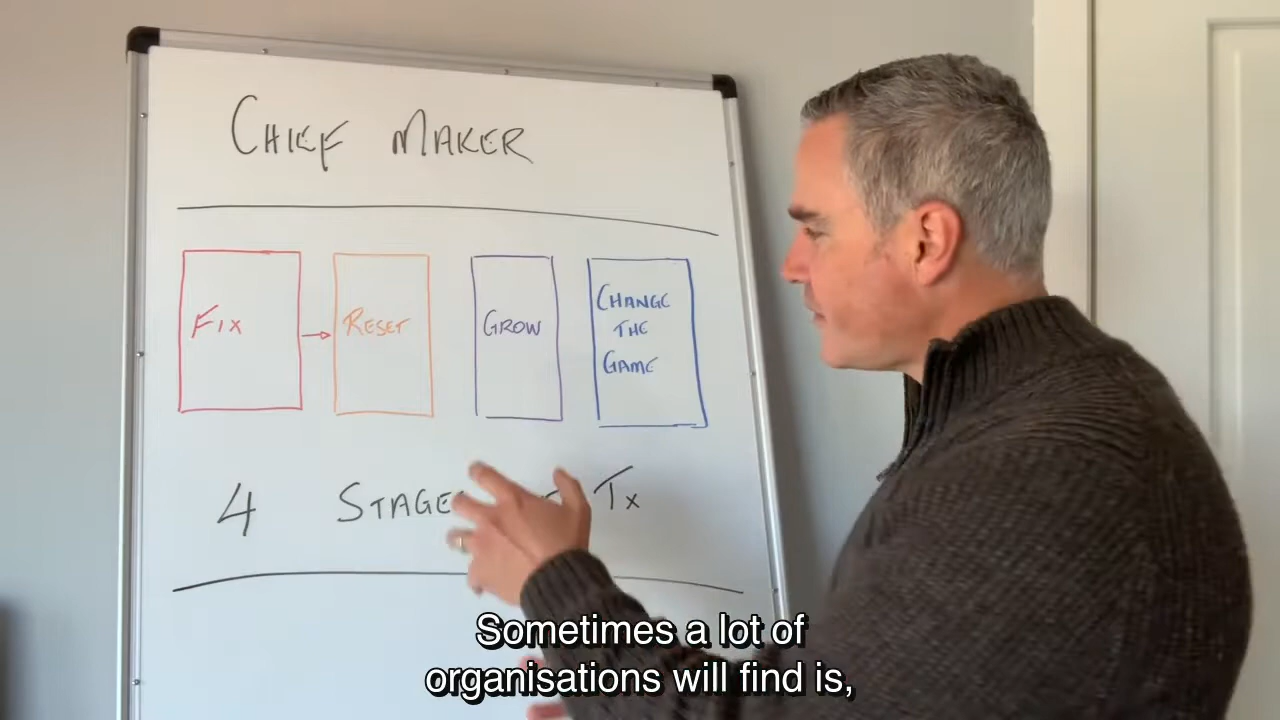 CHIEF MAKER
FIX
RESET
GROW
CHANGE
THE
GAME
4 STAGES Tx
Sometimes a lot of
organisations will find is,